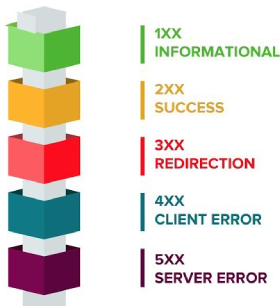 1XX
INFORMATIONAL
2XX
SUCCESS
3XX
REDIRECTION
4XX
CLIENT ERROR
5XX
SERVER ERROR